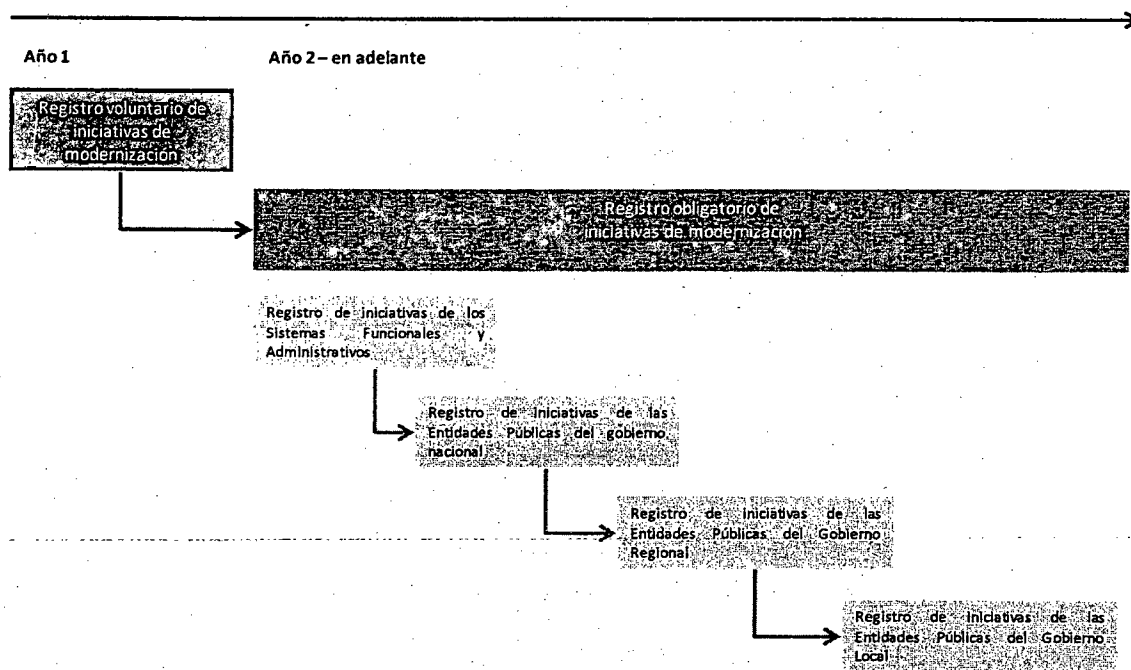 Año 1
Año 2 – en adelante
Registro voluntario de
iniciativas de
modernización
Registro obligatorio de
iniciativas de modernización
Registro de iniciativas de los
Sistemas Funcionales y
Administrativos
Registro de Iniciativas de las
Entidades Públicas del gobierno
nacional
Registro de iniciativas de las
Entidades Públicas del Gobierno
Regional
Registro de iniciativas de las
Entidades Públicas del Gobierno
Local